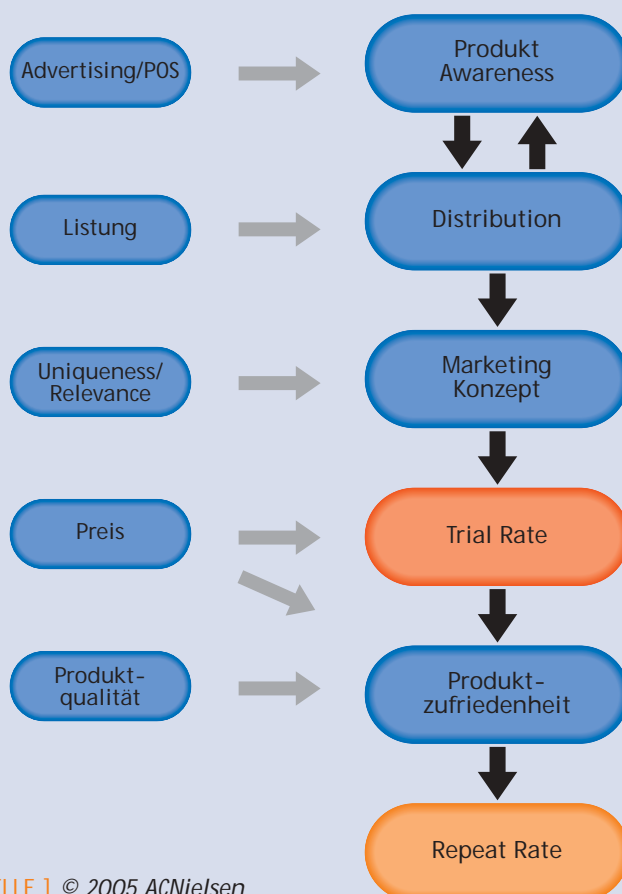 Advertising/POS
Produkt
Awareness
Listung
Distribution
Uniqueness/
Relevance
Marketing
Konzept
Preis
Trial Rate
Produkt-
qualität
Produkt-
zufriedenheit
Repeat Rate
© 2005 ACNielsen